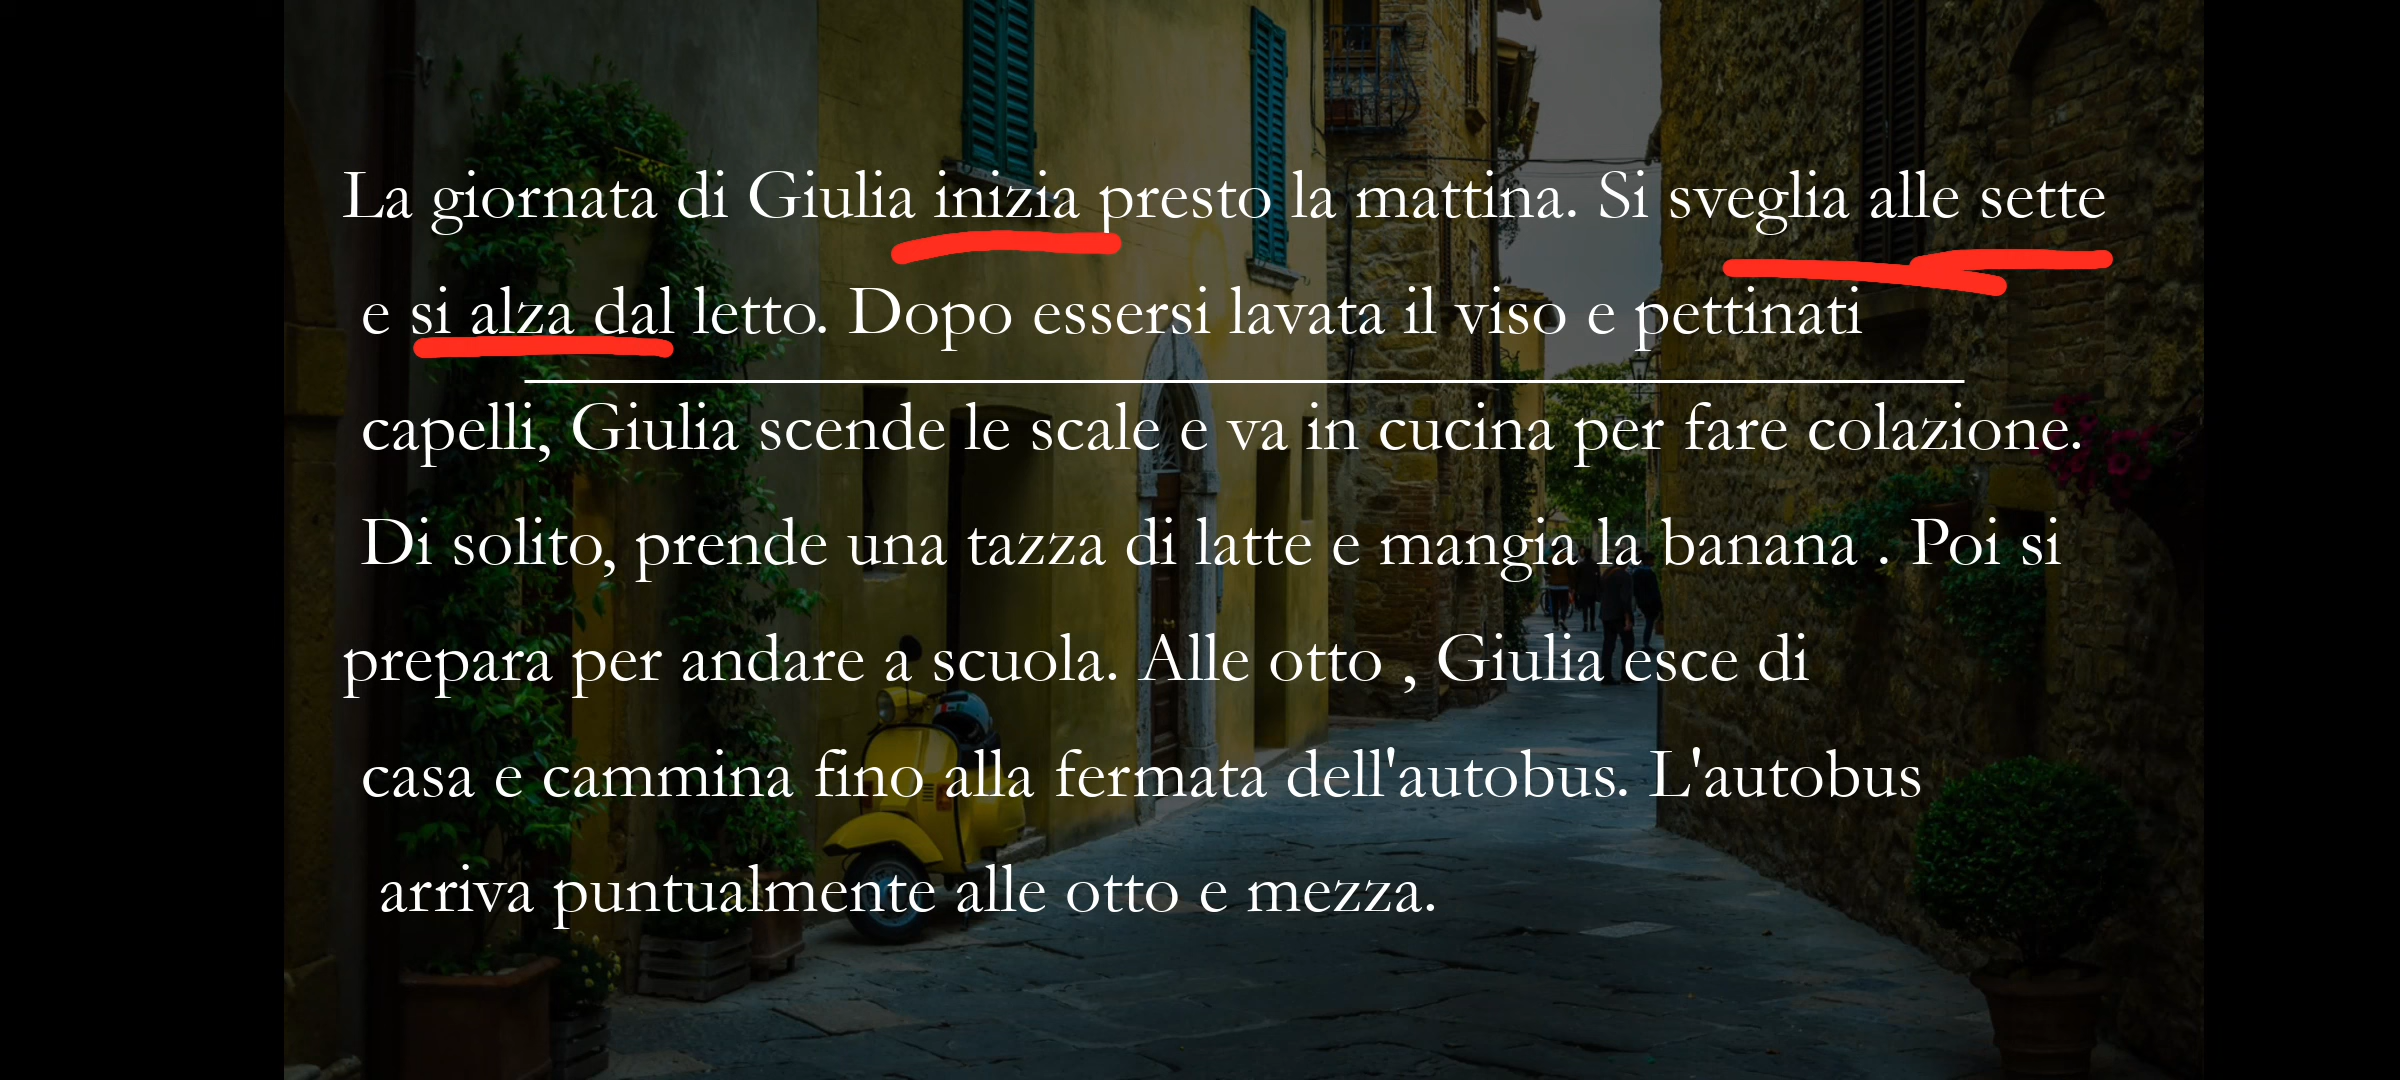 La giornata di Giulia inizia presto la mattina. Si sveglia alle sette
e si alza dal letto. Dopo essersi lavata il viso e pettinati
capelli, Giulia scende le scale e va in cucina per fare colazione.
Di solito, prende una tazza di latte e mangia la banana . Poi si
prepara per andare a scuola. Alle otto , Giulia esce di
casa e cammina fino alla fermata dell'autobus. L'autobus
arriva puntualmente alle otto e mezza.